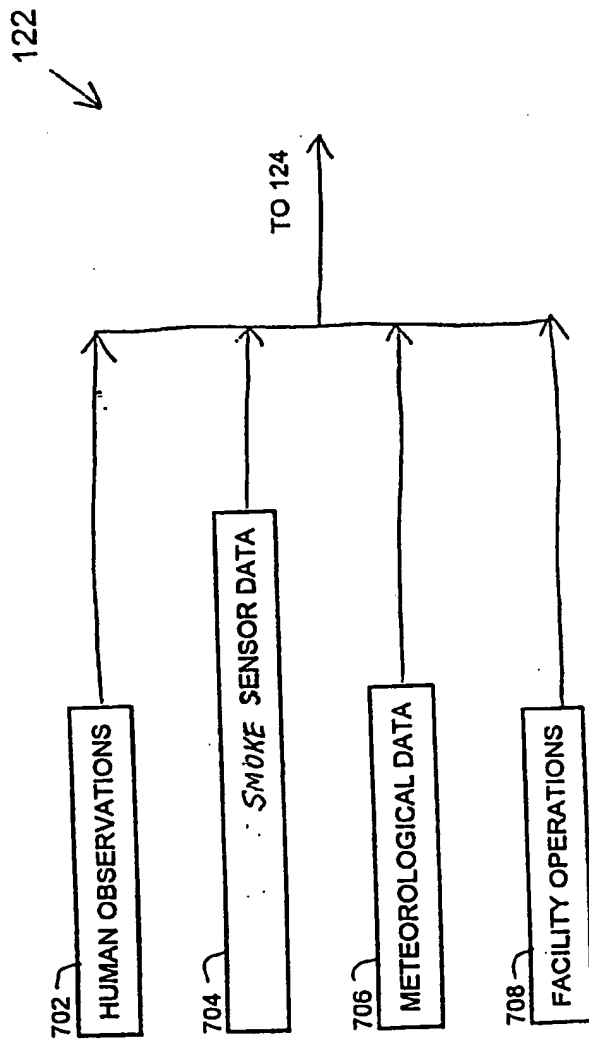 122
TO 124
702
HUMAN OBSERVATIONS
704
SMOKE SENSOR DATA
706
METEOROLOGICAL DATA
708
FACILITY OPERATIONS